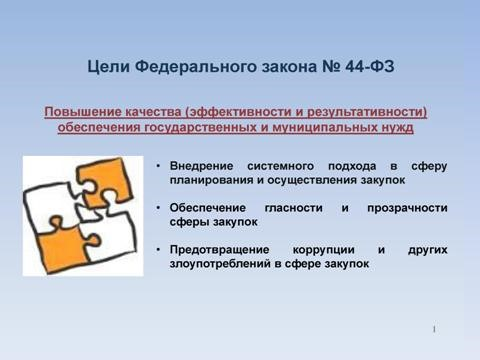 Цели Федерального закона № 44-ФЗ
Повышение качества (эффективности и результативности)
обеспечения государственных и муниципальных нужд
• Внедрение системного подхода в сферу
планирования и осуществления закупок
• Обеспечение гласности и прозрачности
сферы закупок
• Предотвращение коррупции и других
злоупотреблений в сфере закупок
1